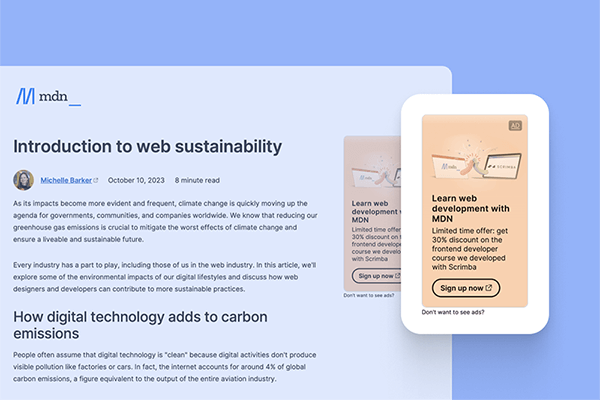 mdn_
Introduction to web sustainability
Michelle Barker October 10, 2023 8 minute read
As its impacts become more evident and frequent, climate change is quickly moving up the
agenda for governments, communities, and companies worldwide. We know that reducing our
greenhouse gas emissions is crucial to mitigate the worst effects of climate change and
ensure a liveable and sustainable future.
Every industry has a part to play, including those of us in the web industry. In this article, we'll
explore some of the environmental impacts of our digital lifestyles and discuss how web
designers and developers can contribute to more sustainable practices.
How digital technology adds to carbon
emissions
People often assume that digital technology is "clean" because digital activities don't produce
visible pollution like factories or cars. In fact, the internet accounts for around 4% of global
carbon emissions, a figure equivalent to the output of the entire aviation industry.
mdn_
Learn web
development
MDN
Limited time offer:
30% discount on
frontend developer
course we developed
with Scrimba
Sign up now
Don't want to see ads?
AD
mdn_
SCRIMBA
Learn web
development with
MDN
Limited time offer: get
30% discount on the
frontend developer
course we developed
with Scrimba
Sign up now
Don't want to see ads?